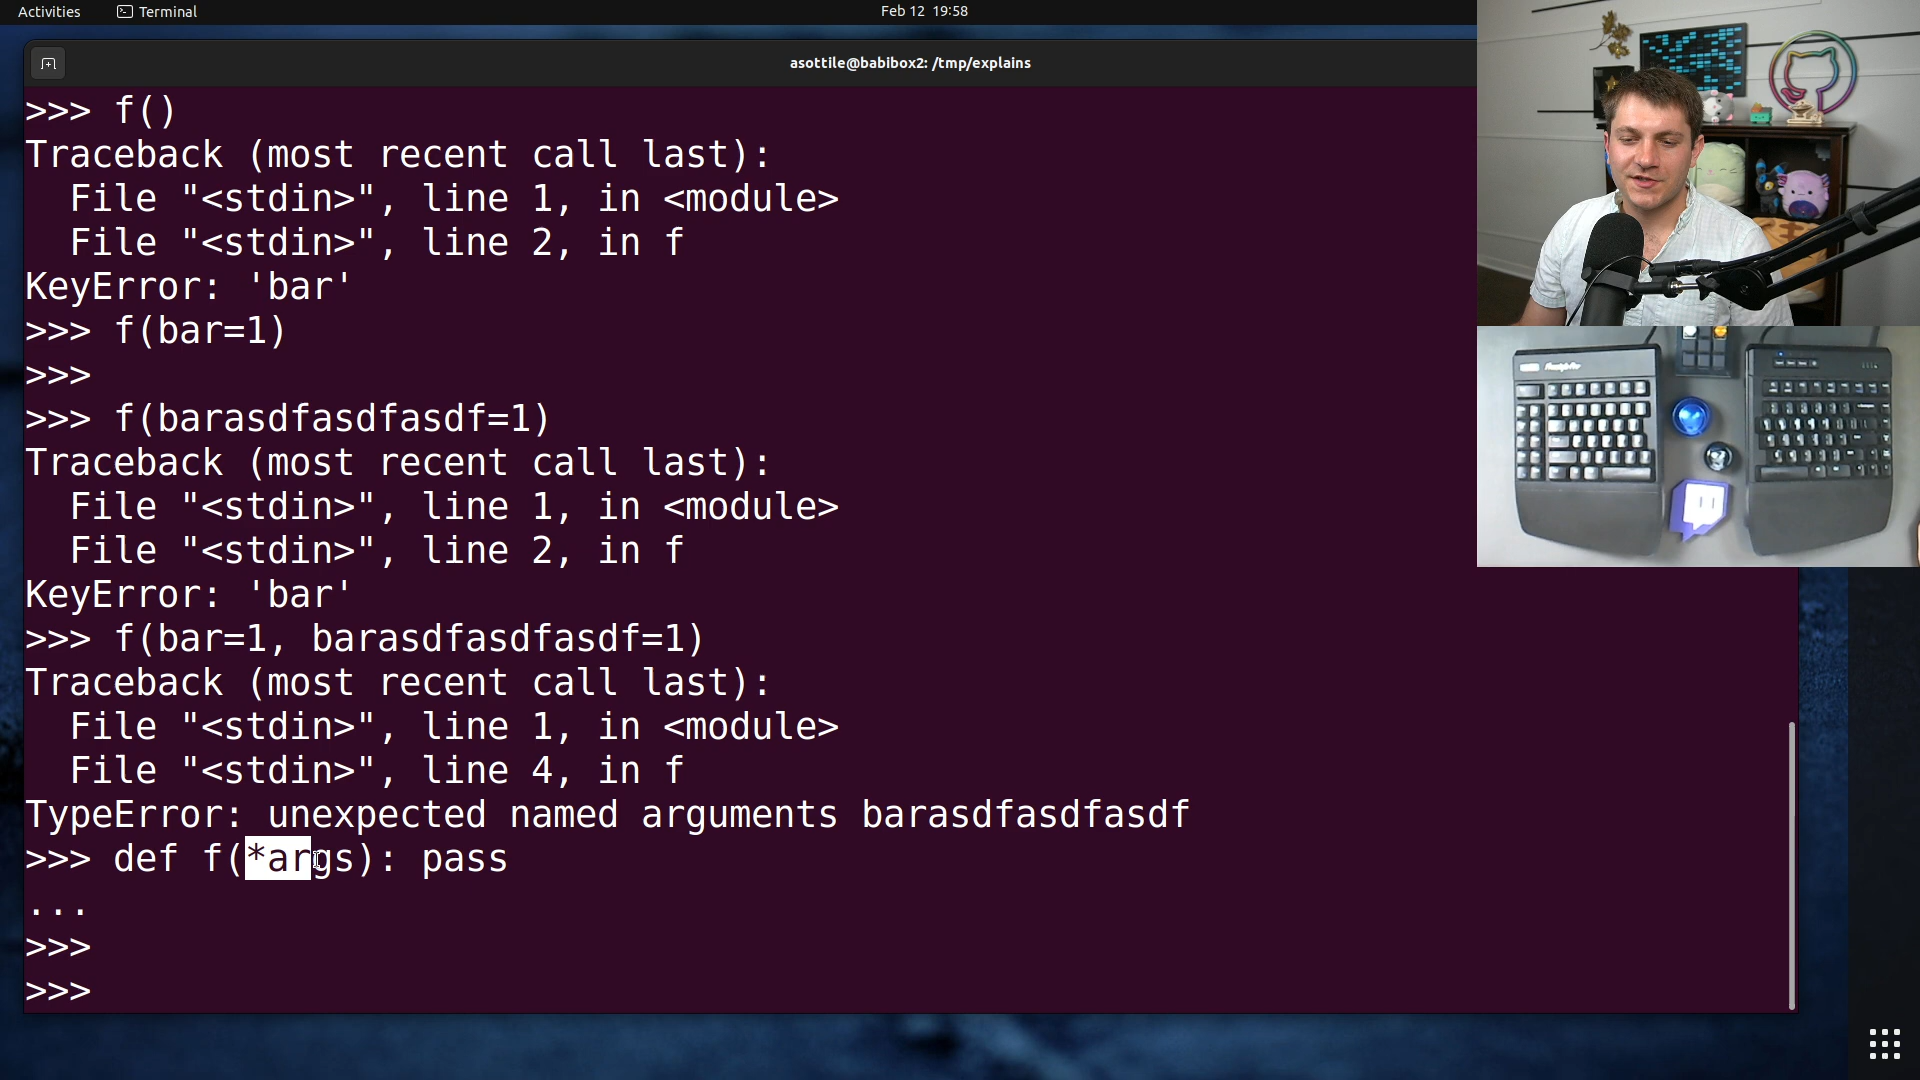 Activities
Terminal
Feb 12 19:58
asottile@babibox2: /tmp/explains
>>> f()
Traceback (most recent call last):
  File "<stdin>", line 1, in <module>
  File "<stdin>", line 2, in f
KeyError: 'bar'
>>> f(bar=1)
>>>
>>> f(barasdfasdfasdf=1)
Traceback (most recent call last):
  File "<stdin>", line 1, in <module>
  File "<stdin>", line 2, in f
KeyError: 'bar'
>>> f(bar=1, barasdfasdfasdf=1)
Traceback (most recent call last):
  File "<stdin>", line 1, in <module>
  File "<stdin>", line 4, in f
TypeError: unexpected named arguments barasdfasdfasdf
>>> def f(*args): pass
...
>>>
>>>